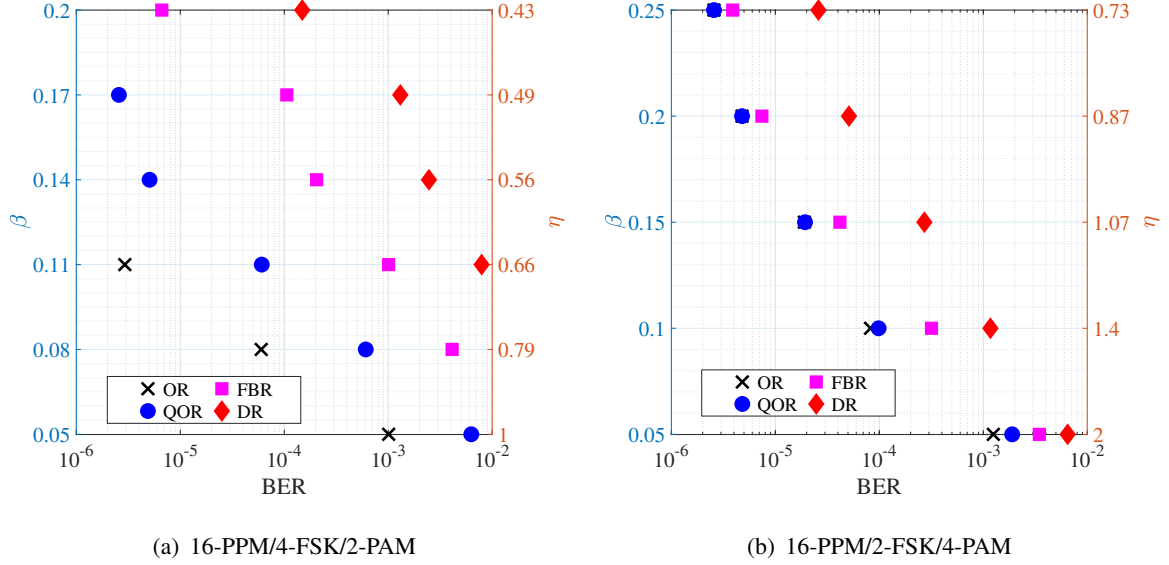 0.2
0.17
0.14
0.11
0.08
0.05
β
0.43
0.49
0.56
0.66
0.79
1
η
OR FBR
QOR DR
10-6 10-5 10-4 10-3 10-2
BER
(a) 16-PPM/4-FSK/2-PAM
0.25
0.2
0.15
0.1
0.05
β
0.73
0.87
1.07
1.4
2
η
OR FBR
QOR DR
10-6 10-5 10-4 10-3 10-2
BER
(b) 16-PPM/2-FSK/4-PAM